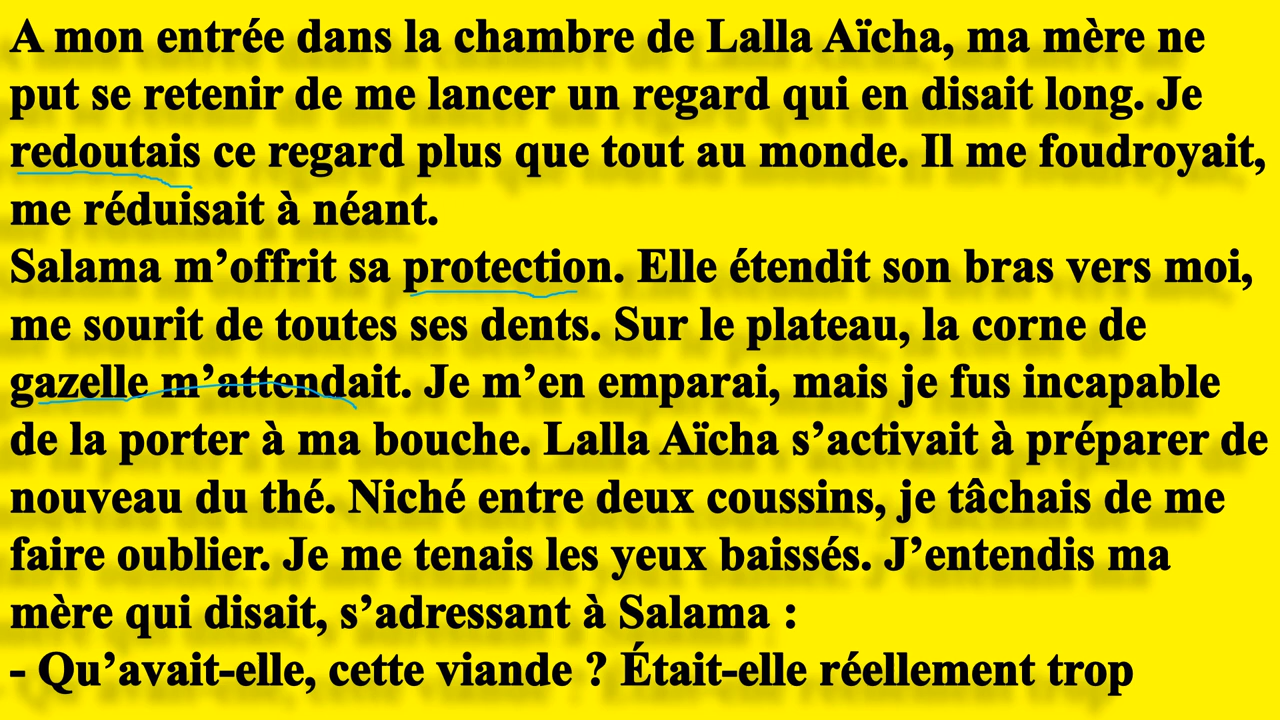 A mon entrée dans la chambre de Lalla Aïcha, ma mère ne
put se retenir de me lancer un regard qui en disait long. Je
redoutais ce regard plus que tout au monde. Il me foudroyait,
me réduisait à néant.
Salama m’offrit sa protection. Elle étendit son bras vers moi,
me sourit de toutes ses dents. Sur le plateau, la corne de
gazelle m’attendait. Je m’en emparai, mais je fus incapable
de la porter à ma bouche. Lalla Aïcha s’activait à préparer de
nouveau du thé. Niché entre deux coussins, je tâchais de me
faire oublier. Je me tenais les yeux baissés. J’entendis ma
mère qui disait, s’adressant à Salama :
- Qu’avait-elle, cette viande ? Était-elle réellement trop